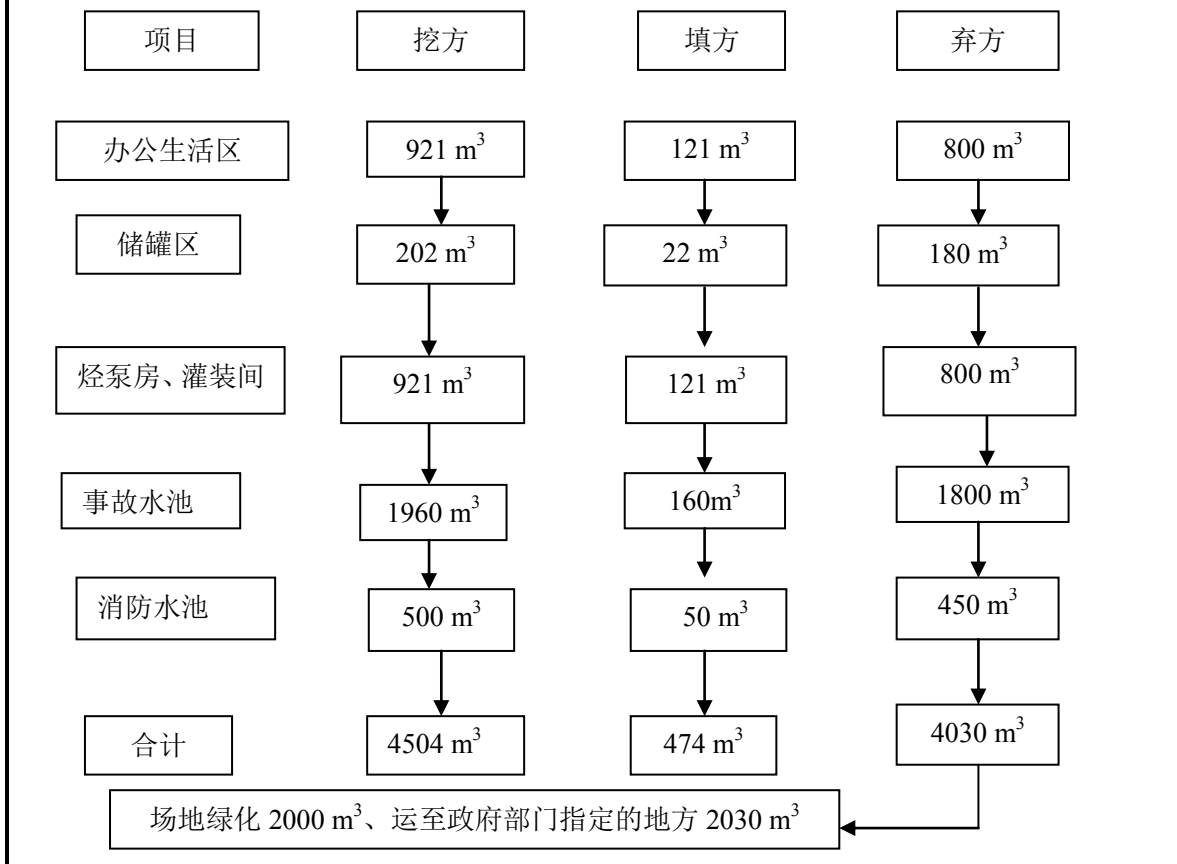 项目 挖方 填方 弃方
办公生活区 921 m³ 121 m³ 800 m³
储罐区 202 m³ 22 m³ 180 m³
烃泵房、灌装间 921 m³ 121 m³ 800 m³
事故水池 1960 m³ 160m³ 1800 m³
消防水池 500 m³ 50 m³ 450 m³
合计 4504 m³ 474 m³ 4030 m³
场地绿化 2000 m³、运至政府部门指定的地方 2030 m³